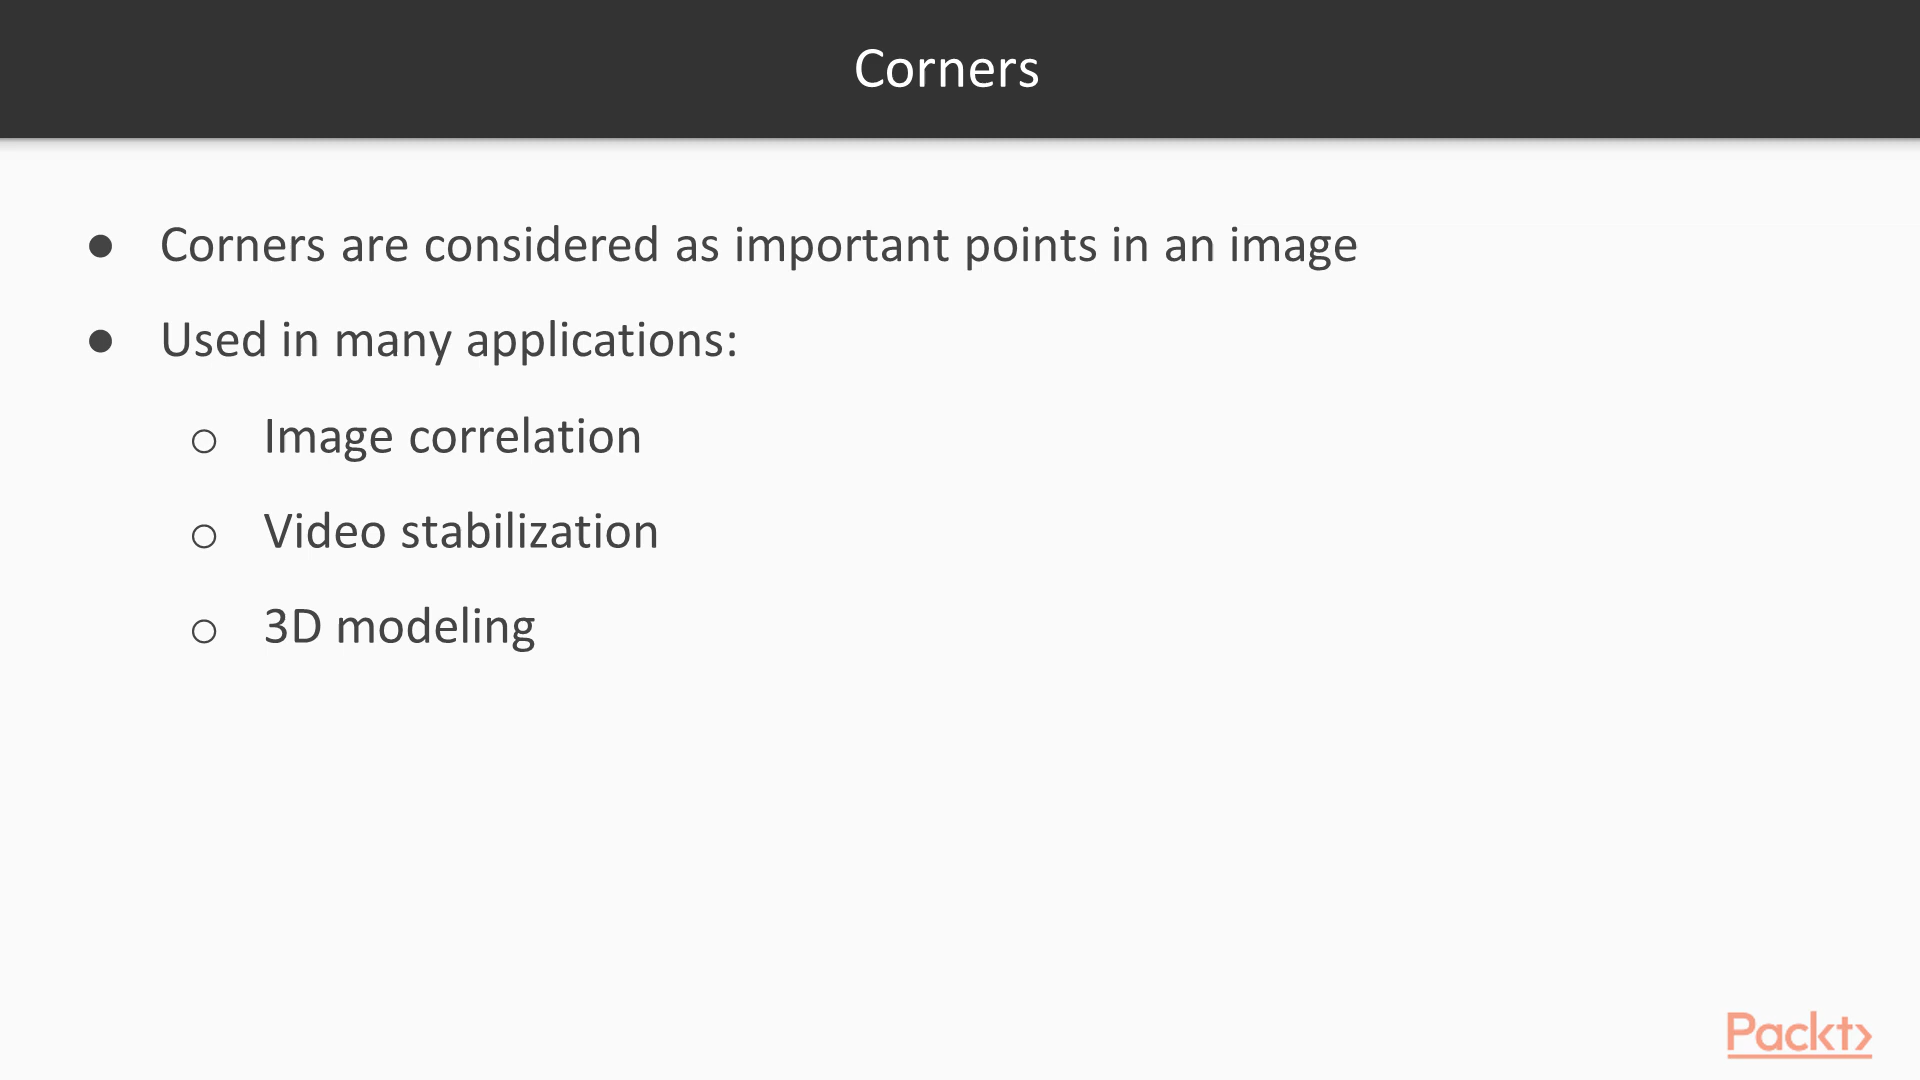 Corners
● Corners are considered as important points in an image
● Used in many applications:
○ Image correlation
○ Video stabilization
○ 3D modeling
Packt>